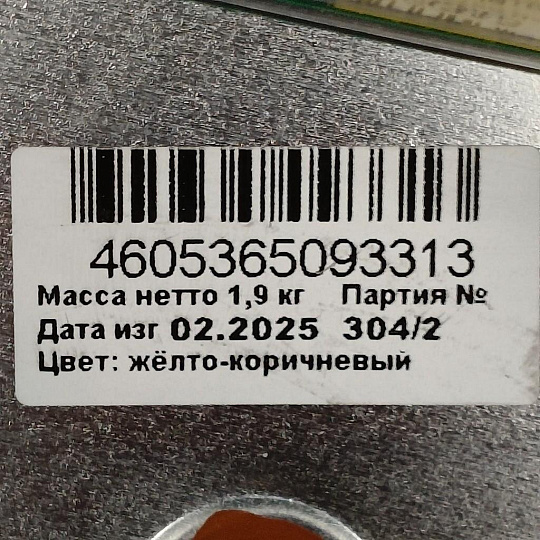 4605365093313
Масса нетто 1,9 кг Партия №
Дата изг 02.2025 304/2
Цвет: жёлто-коричневый